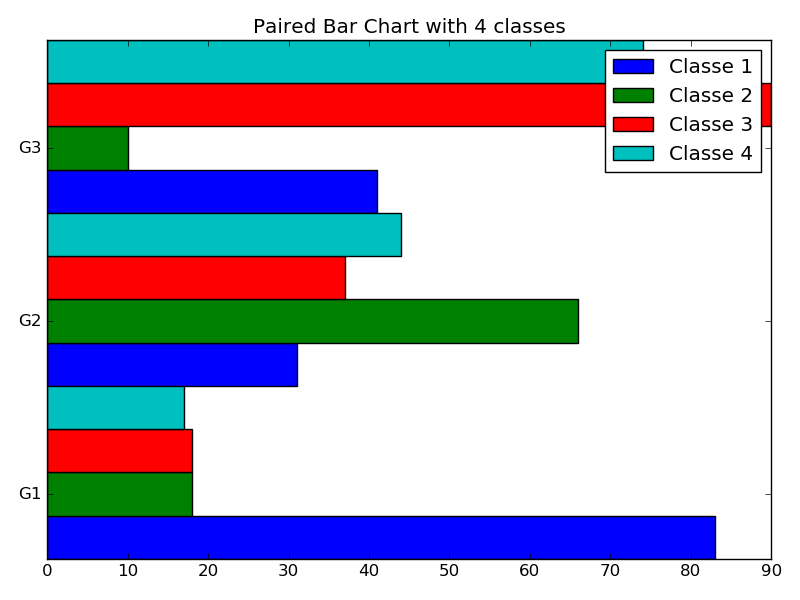 Paired Bar Chart with 4 classes
Classe 1
Classe 2
Classe 3
Classe 4
G3
G2
G1
0 10 20 30 40 50 60 70 80 90